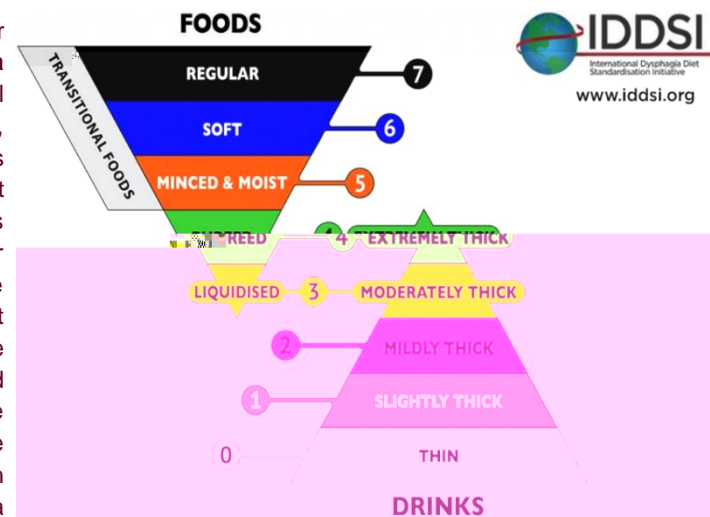 FOODS
IDDSI
International Dysphagia Diet
Standardisation Initiative
www.iddsi.org
TRANSITIONAL FOODS
REGULAR 7
SOFT 6
MINCED & MOIST 5
4 EXTREMELY THICK
LIQUIDISED 3 MODERATELY THICK
2 MILDLY THICK
1 SLIGHTLY THICK
0 THIN
DRINKS